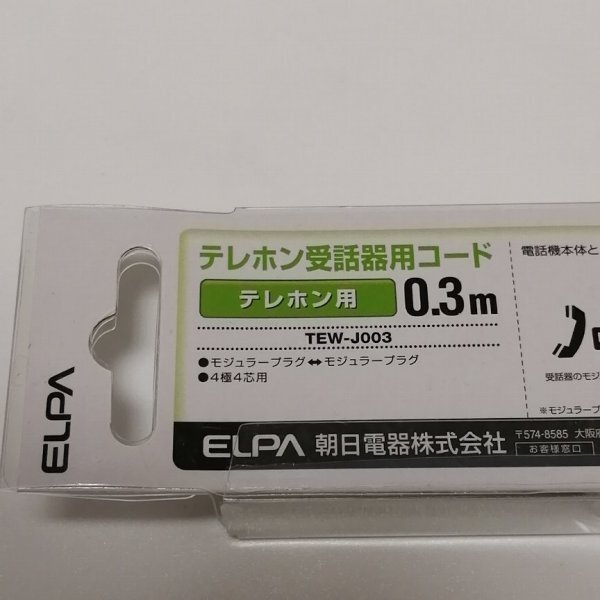 テレホン受話器用コード
テレホン用 0.3m
TEW-J003
●モジュラープラグ⬌モジュラープラグ
●4極4芯用
ELPA 朝日電器株式会社
〒574-8585 大阪府
お客様窓口
電話機本体と
受話器のモジ
※モジュラープ
ELPA